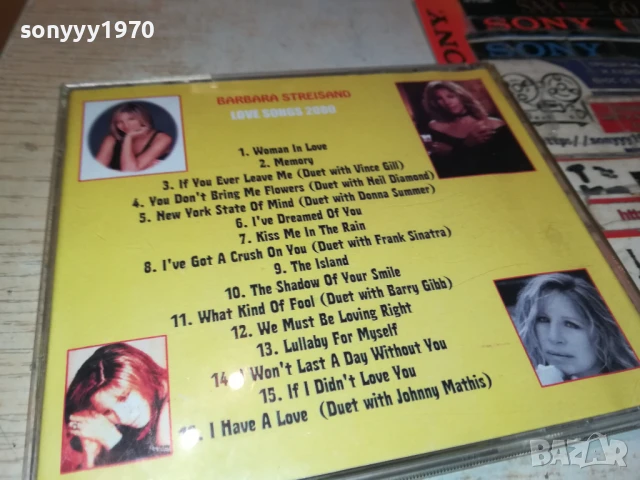 sonyyy1970
SONY
SONY
BARBARA STREISAND
LOVE SONGS 2000
1. Woman In Love
2. Memory
3. If You Ever Leave Me (Duet with Vince Gill)
4. You Don't Bring Me Flowers (Duet with Neil Diamond)
5. New York State Of Mind (Duet with Donna Summer)
6. I've Dreamed Of You
7. Kiss Me In The Rain
8. I've Got A Crush On You (Duet with Frank Sinatra)
9. The Island
10. The Shadow Of Your Smile
11. What Kind Of Fool (Duet with Barry Gibb)
12. We Must Be Loving Right
13. Lullaby For Myself
14. I Won't Last A Day Without You
15. If I Didn't Love You
I Have A Love (Duet with Johnny Mathis)
BAZAR